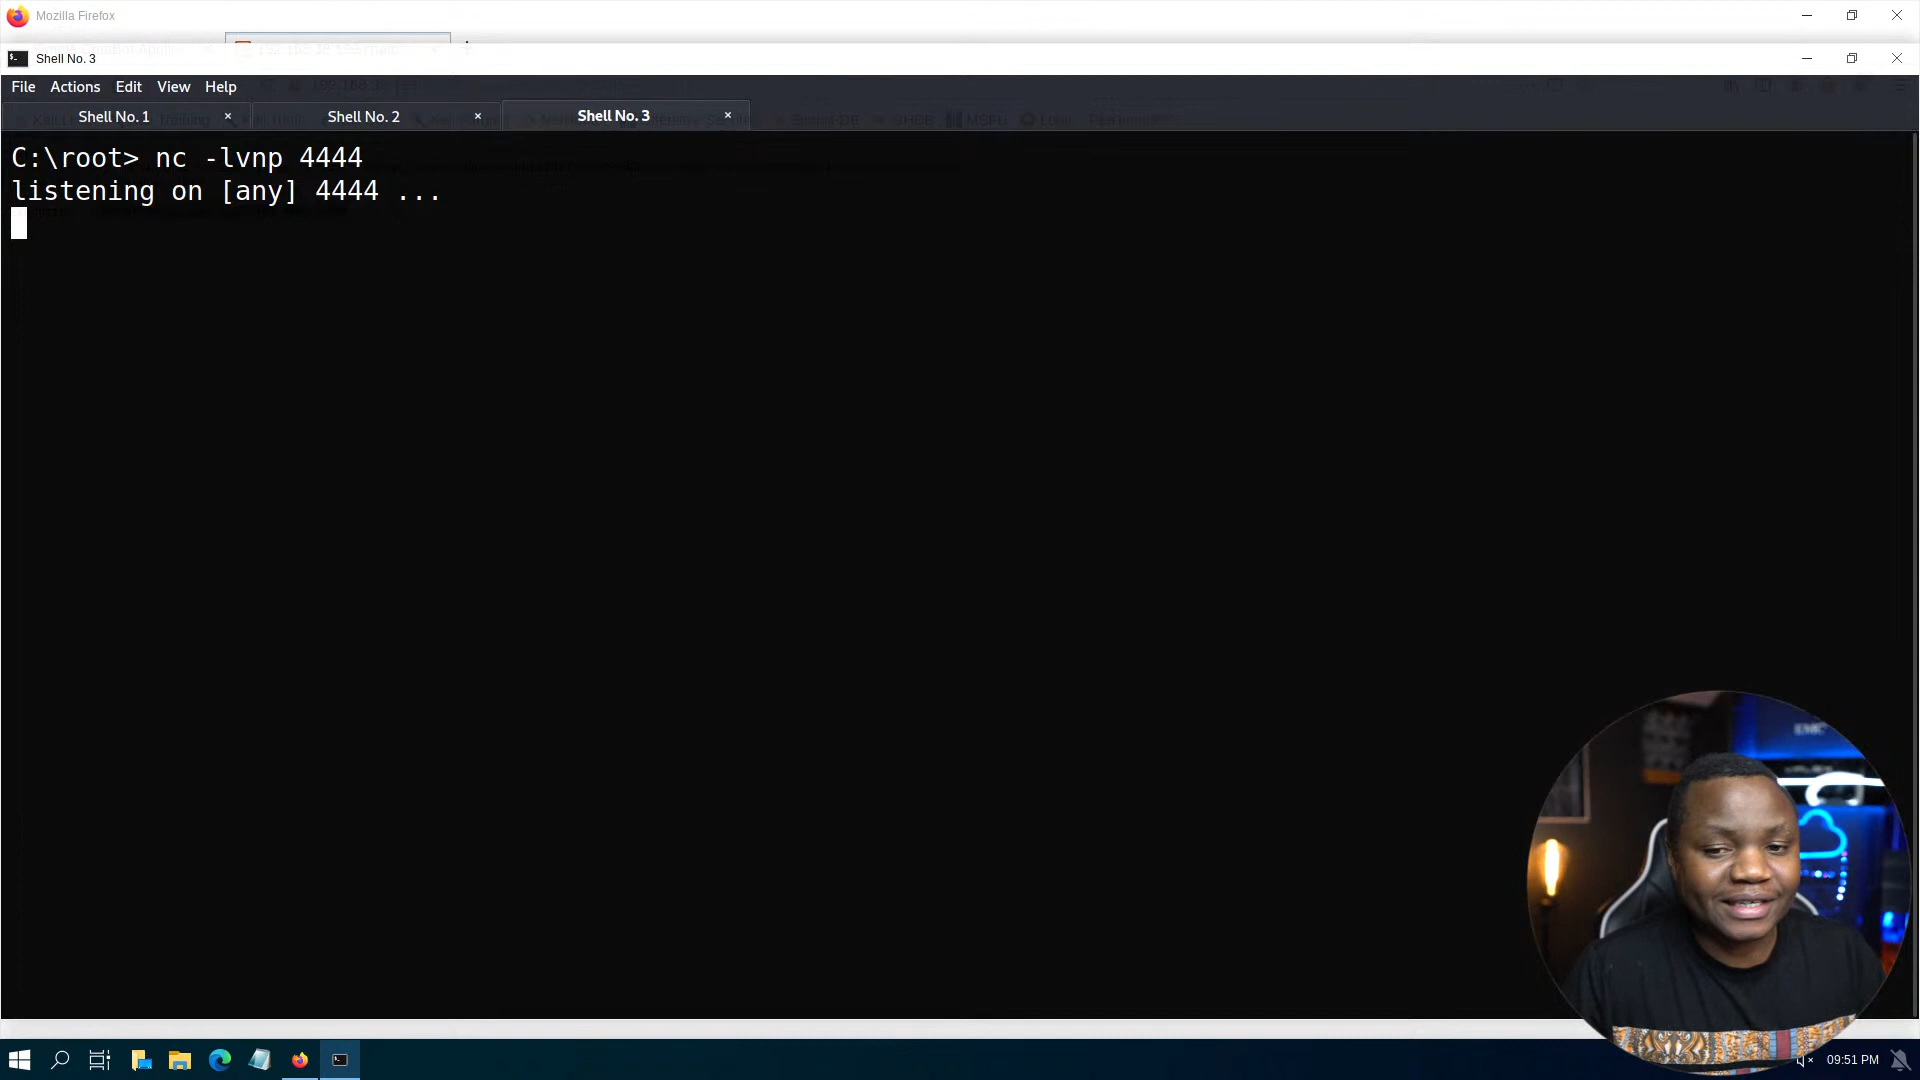 Mozilla Firefox
Shell No. 3
File Actions Edit View Help
Shell No. 1 × Shell No. 2 × Shell No. 3 ×
C:\root> nc -lvnp 4444
listening on [any] 4444 ...
EMC
09:51 PM